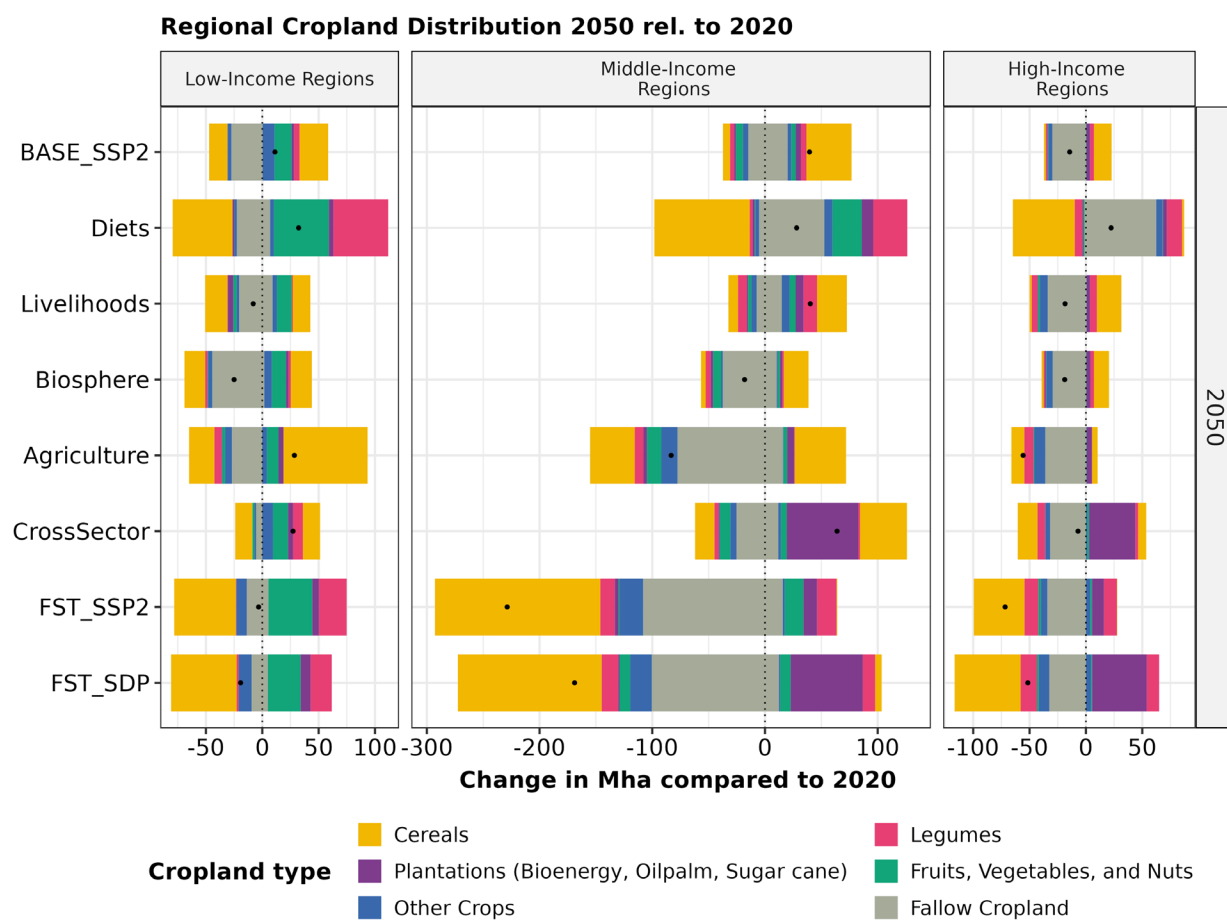 Regional Cropland Distribution 2050 rel. to 2020
Low-Income Regions
Middle-Income
Regions
High-Income
Regions
BASE_SSP2
Diets
Livelihoods
Biosphere
Agriculture
CrossSector
FST_SSP2
FST_SDP
2050
-50 0 50 100
-300 -200 -100 0 100
-100 -50 0 50
Change in Mha compared to 2020
Cropland type
Cereals
Plantations (Bioenergy, Oilpalm, Sugar cane)
Other Crops
Legumes
Fruits, Vegetables, and Nuts
Fallow Cropland